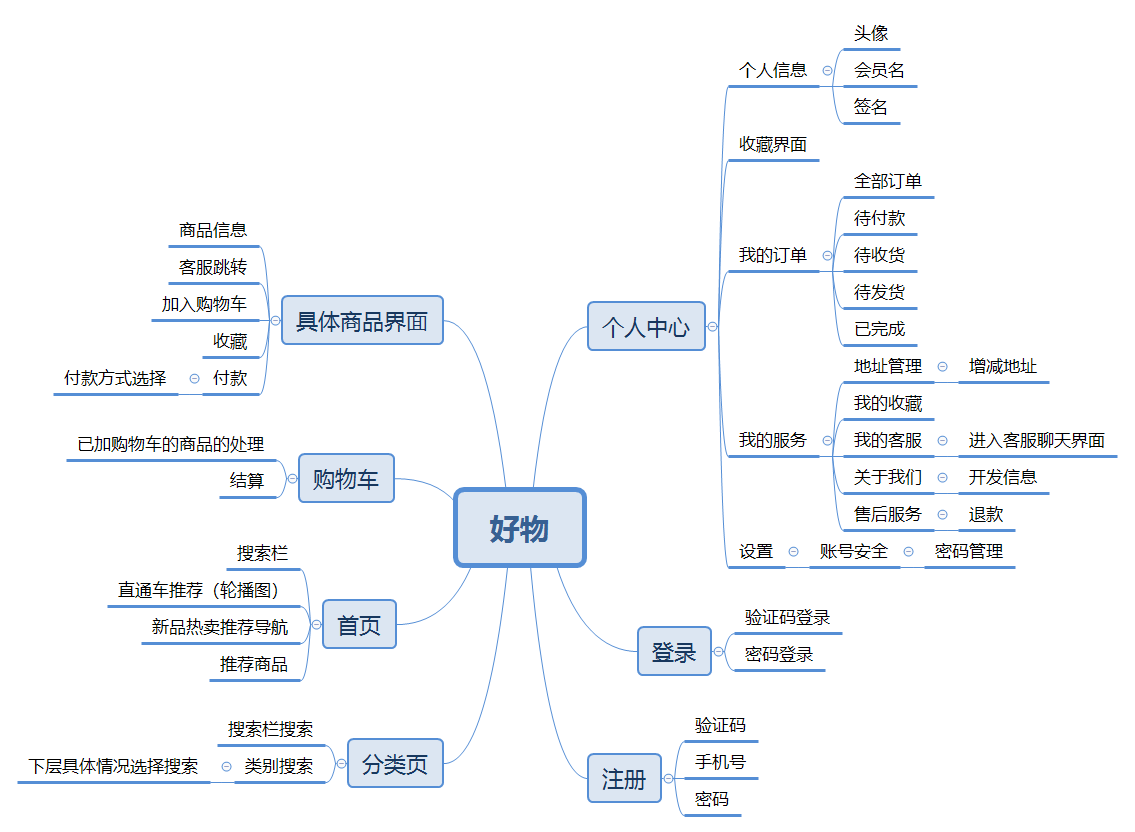 好物
个人中心
个人信息
头像
会员名
签名
收藏界面
我的订单
全部订单
待付款
待收货
待发货
已完成
我的服务
地址管理
增减地址
我的收藏
我的客服
进入客服聊天界面
关于我们
开发信息
售后服务
退款
设置
账号安全
密码管理
登录
验证码登录
密码登录
注册
验证码
手机号
密码
具体商品界面
商品信息
客服跳转
加入购物车
收藏
付款
付款方式选择
购物车
已加购物车的商品的处理
结算
首页
搜索栏
直通车推荐（轮播图）
新品热卖推荐导航
推荐商品
分类页
搜索栏搜索
类别搜索
下层具体情况选择搜索